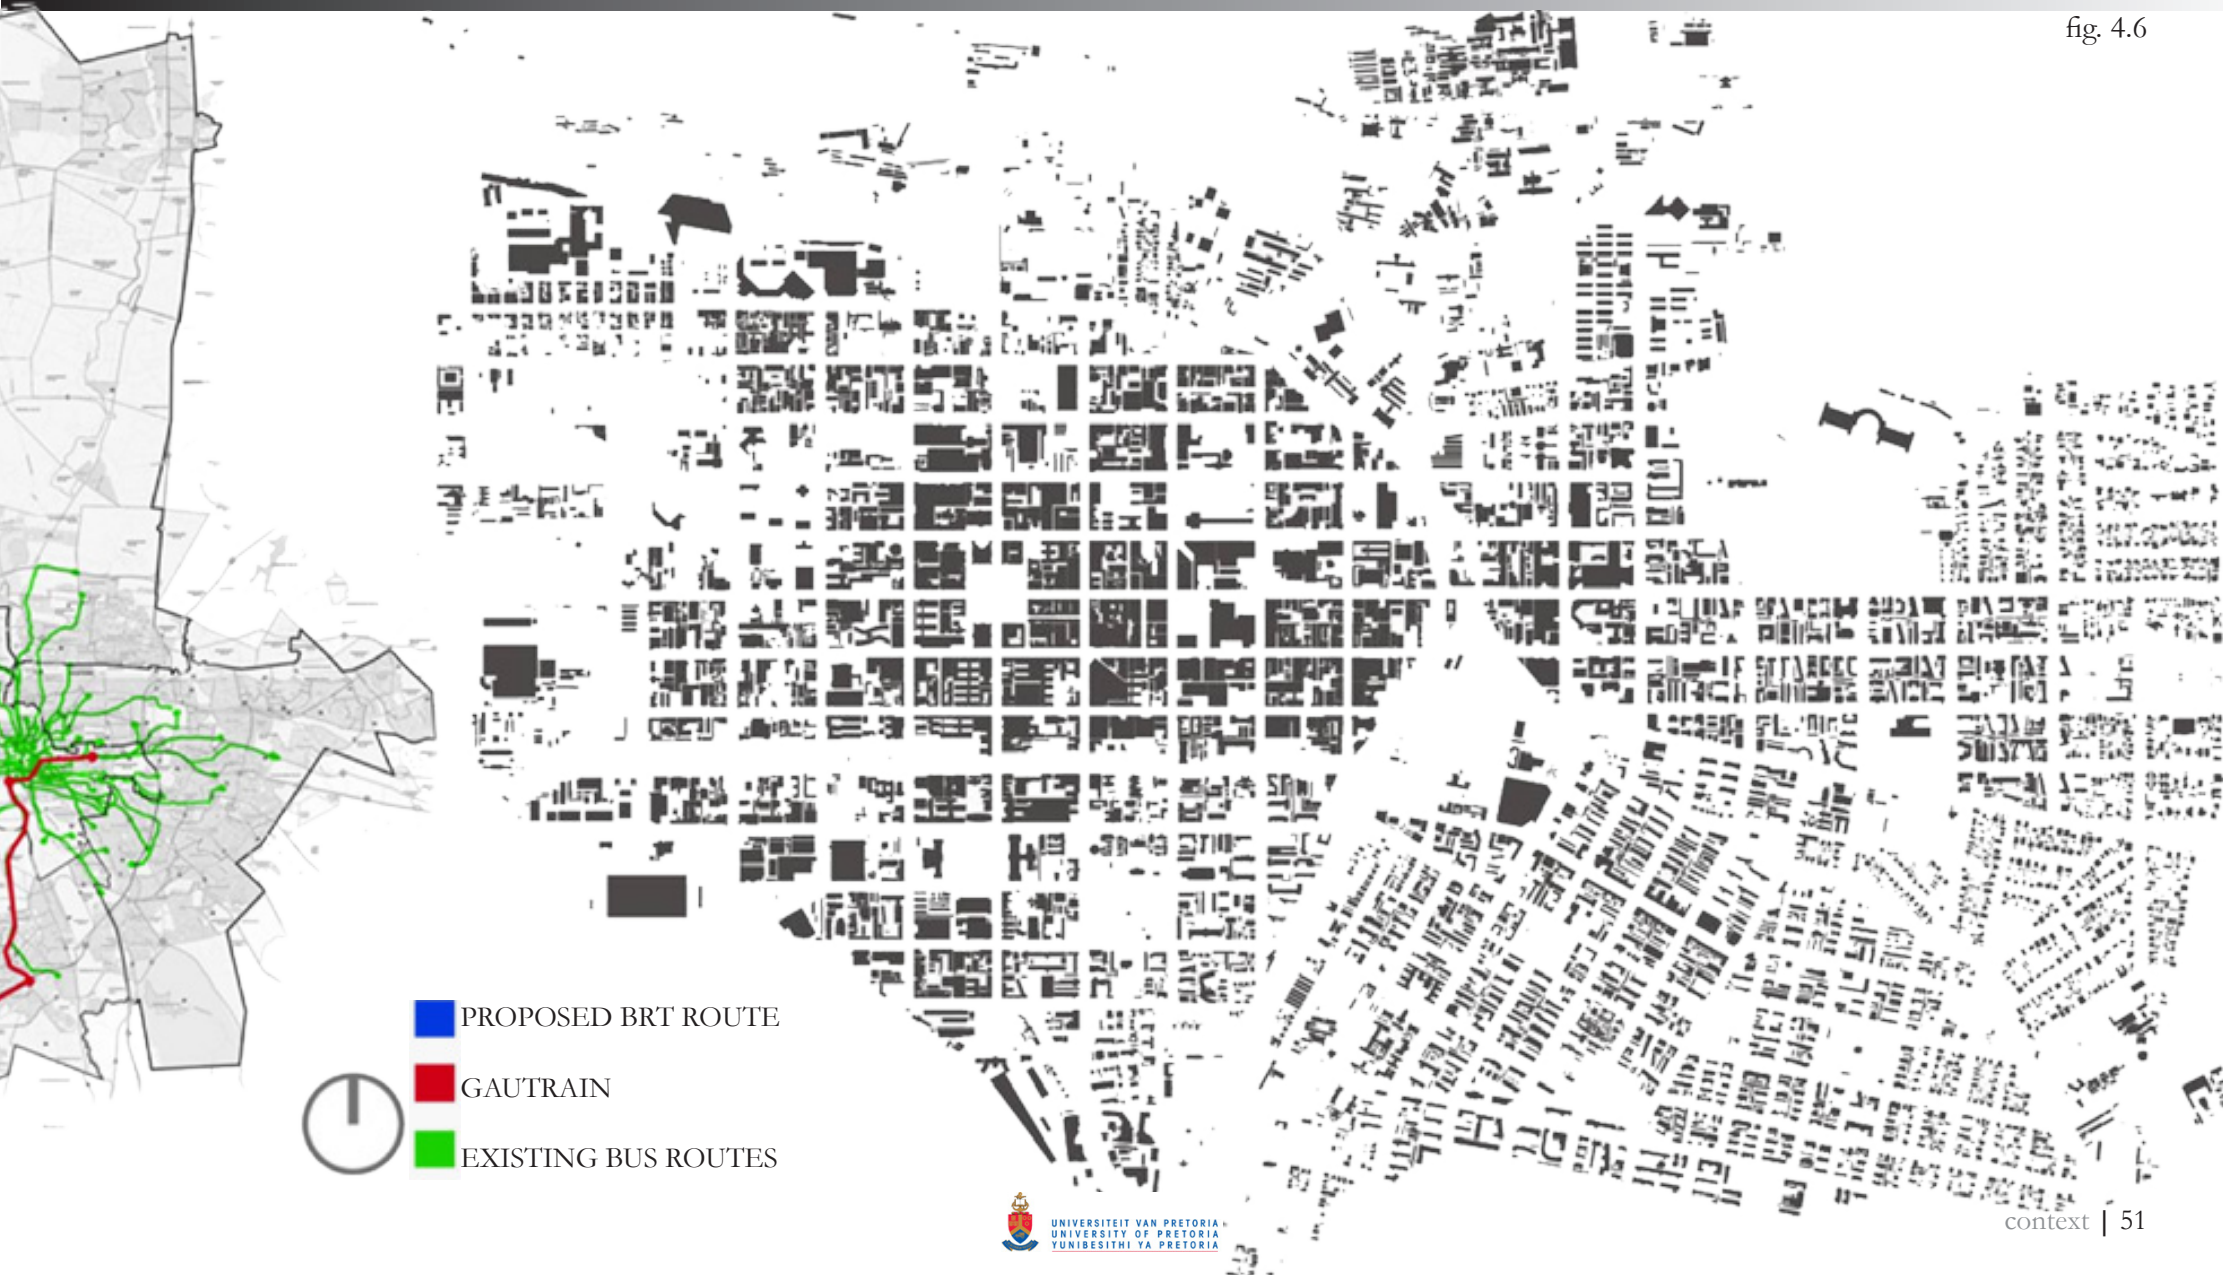 fig. 4.6
PROPOSED BRT ROUTE
GAUTRAIN
EXISTING BUS ROUTES
UNIVERSITEIT VAN PRETORIA
UNIVERSITY OF PRETORIA
YUNIBESITHI YA PRETORIA
context | 51